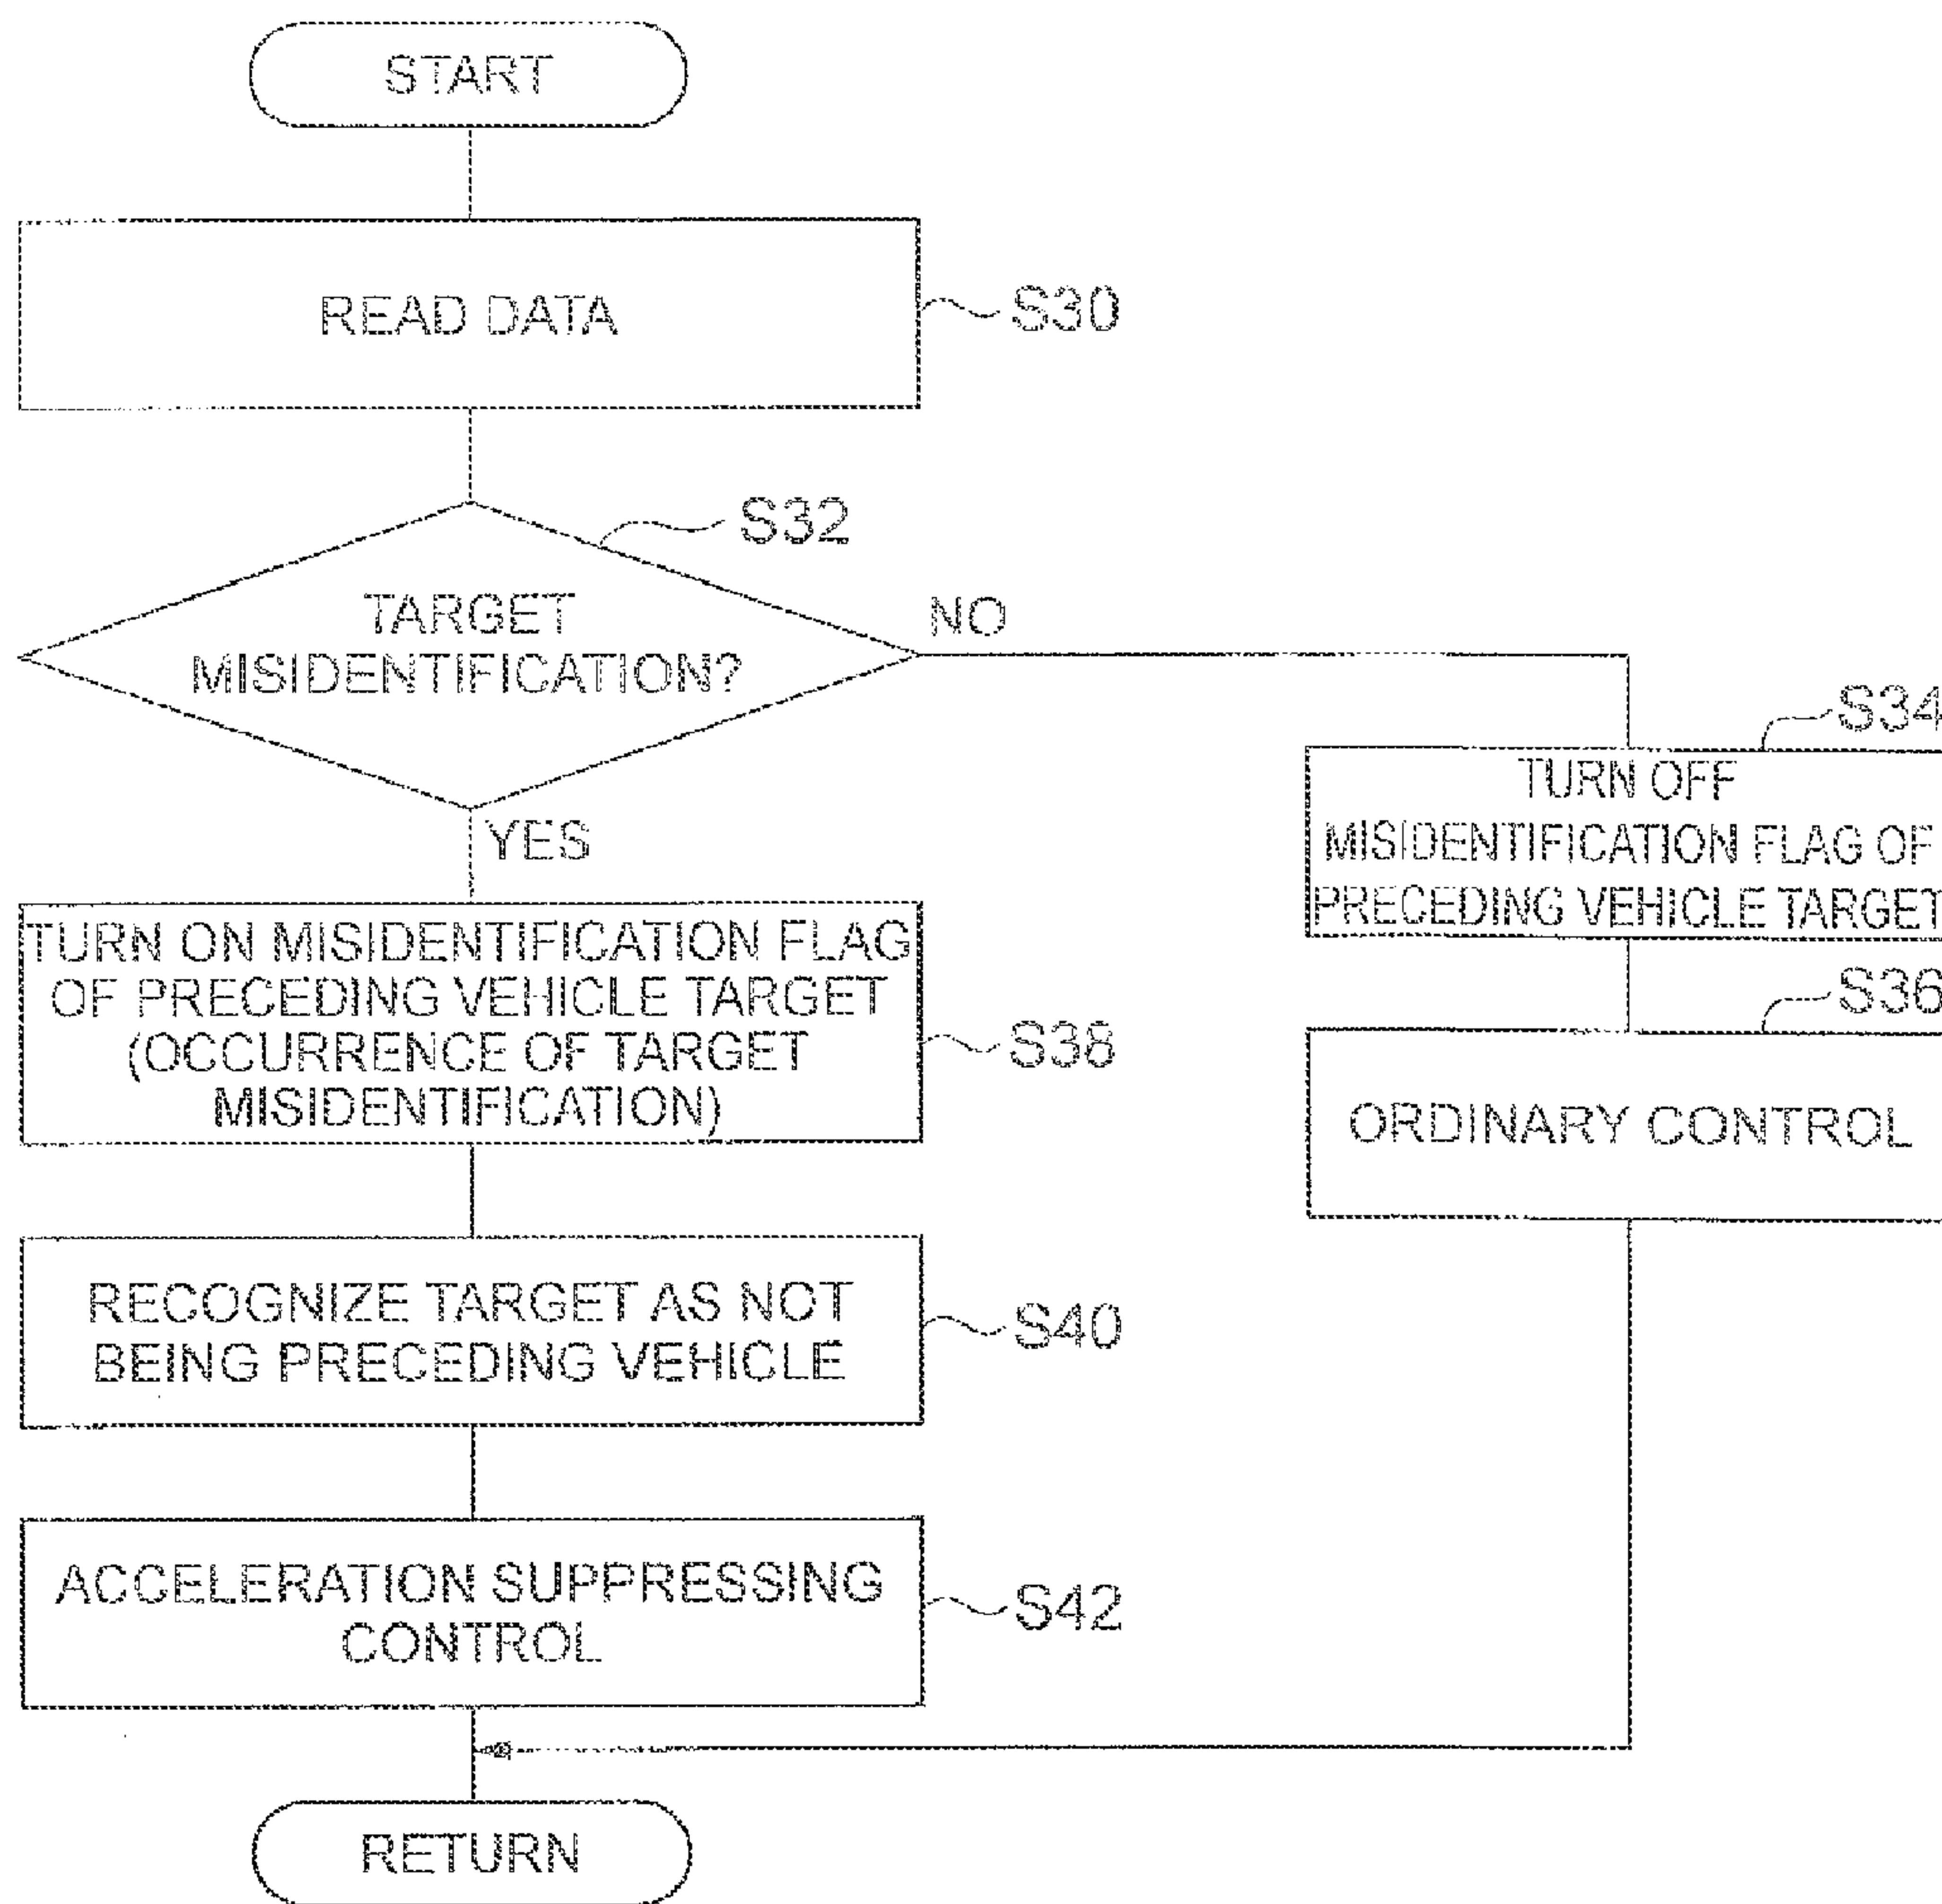 START
READ DATA
S30
S32
TARGET
MISIDENTIFICATION?
NO
YES
S34
TURN OFF
MISIDENTIFICATION FLAG OF
PRECEDING VEHICLE TARGET
S36
ORDINARY CONTROL
TURN ON MISIDENTIFICATION FLAG
OF PRECEDING VEHICLE TARGET
(OCCURRENCE OF TARGET
MISIDENTIFICATION)
S38
RECOGNIZE TARGET AS NOT
BEING PRECEDING VEHICLE
S40
ACCELERATION SUPPRESSING
CONTROL
S42
RETURN